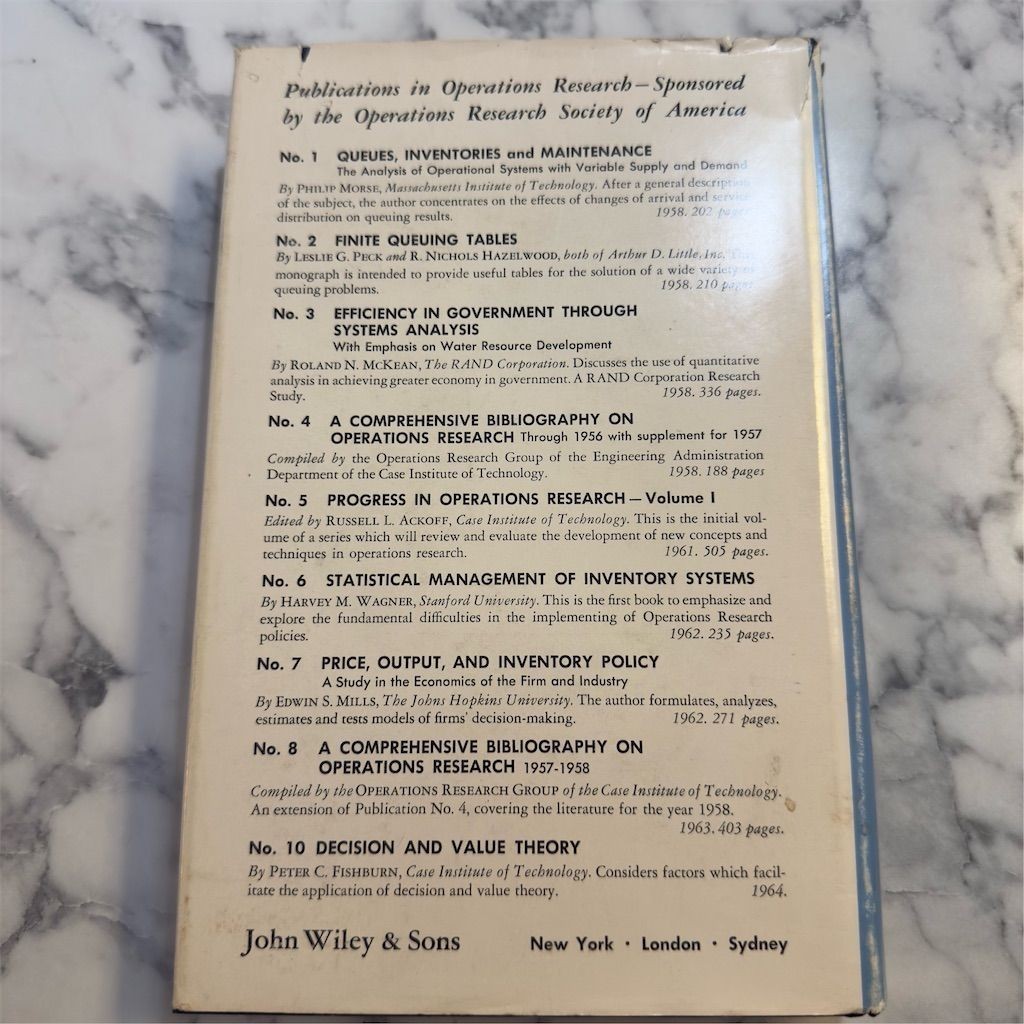 Publications in Operations Research—Sponsored
by the Operations Research Society of America
No. 1 QUEUES, INVENTORIES and MAINTENANCE
The Analysis of Operational Systems with Variable Supply and Demand
By PHILIP MORSE, Massachusetts Institute of Technology. After a general description
of the subject, the author concentrates on the effects of changes of arrival and service
distribution on queuing results. 1958. 202 pages
No. 2 FINITE QUEUING TABLES
By LESLIE G. PECK and R. NICHOLS HAZELWOOD, both of Arthur D. Little, Inc. This
monograph is intended to provide useful tables for the solution of a wide variety of
queuing problems. 1958. 210 pages
No. 3 EFFICIENCY IN GOVERNMENT THROUGH
SYSTEMS ANALYSIS
With Emphasis on Water Resource Development
By ROLAND N. MCKEAN, The RAND Corporation. Discusses the use of quantitative
analysis in achieving greater economy in government. A RAND Corporation Research
Study. 1958. 336 pages.
No. 4 A COMPREHENSIVE BIBLIOGRAPHY ON
OPERATIONS RESEARCH Through 1956 with supplement for 1957
Compiled by the Operations Research Group of the Engineering Administration
Department of the Case Institute of Technology. 1958. 188 pages
No. 5 PROGRESS IN OPERATIONS RESEARCH—Volume I
Edited by RUSSELL L. ACKOFF, Case Institute of Technology. This is the initial vol-
ume of a series which will review and evaluate the development of new concepts and
techniques in operations research. 1961. 505 pages.
No. 6 STATISTICAL MANAGEMENT OF INVENTORY SYSTEMS
By HARVEY M. WAGNER, Stanford University. This is the first book to emphasize and
explore the fundamental difficulties in the implementing of Operations Research
policies. 1962. 235 pages.
No. 7 PRICE, OUTPUT, AND INVENTORY POLICY
A Study in the Economics of the Firm and Industry
By EDWIN S. MILLS, The Johns Hopkins University. The author formulates, analyzes,
estimates and tests models of firms' decision-making. 1962. 271 pages.
No. 8 A COMPREHENSIVE BIBLIOGRAPHY ON
OPERATIONS RESEARCH 1957-1958
Compiled by the OPERATIONS RESEARCH GROUP of the Case Institute of Technology.
An extension of Publication No. 4, covering the literature for the year 1958.
1963. 403 pages.
No. 10 DECISION AND VALUE THEORY
By PETER C. FISHBURN, Case Institute of Technology. Considers factors which facil-
itate the application of decision and value theory. 1964.
John Wiley & Sons New York · London · Sydney